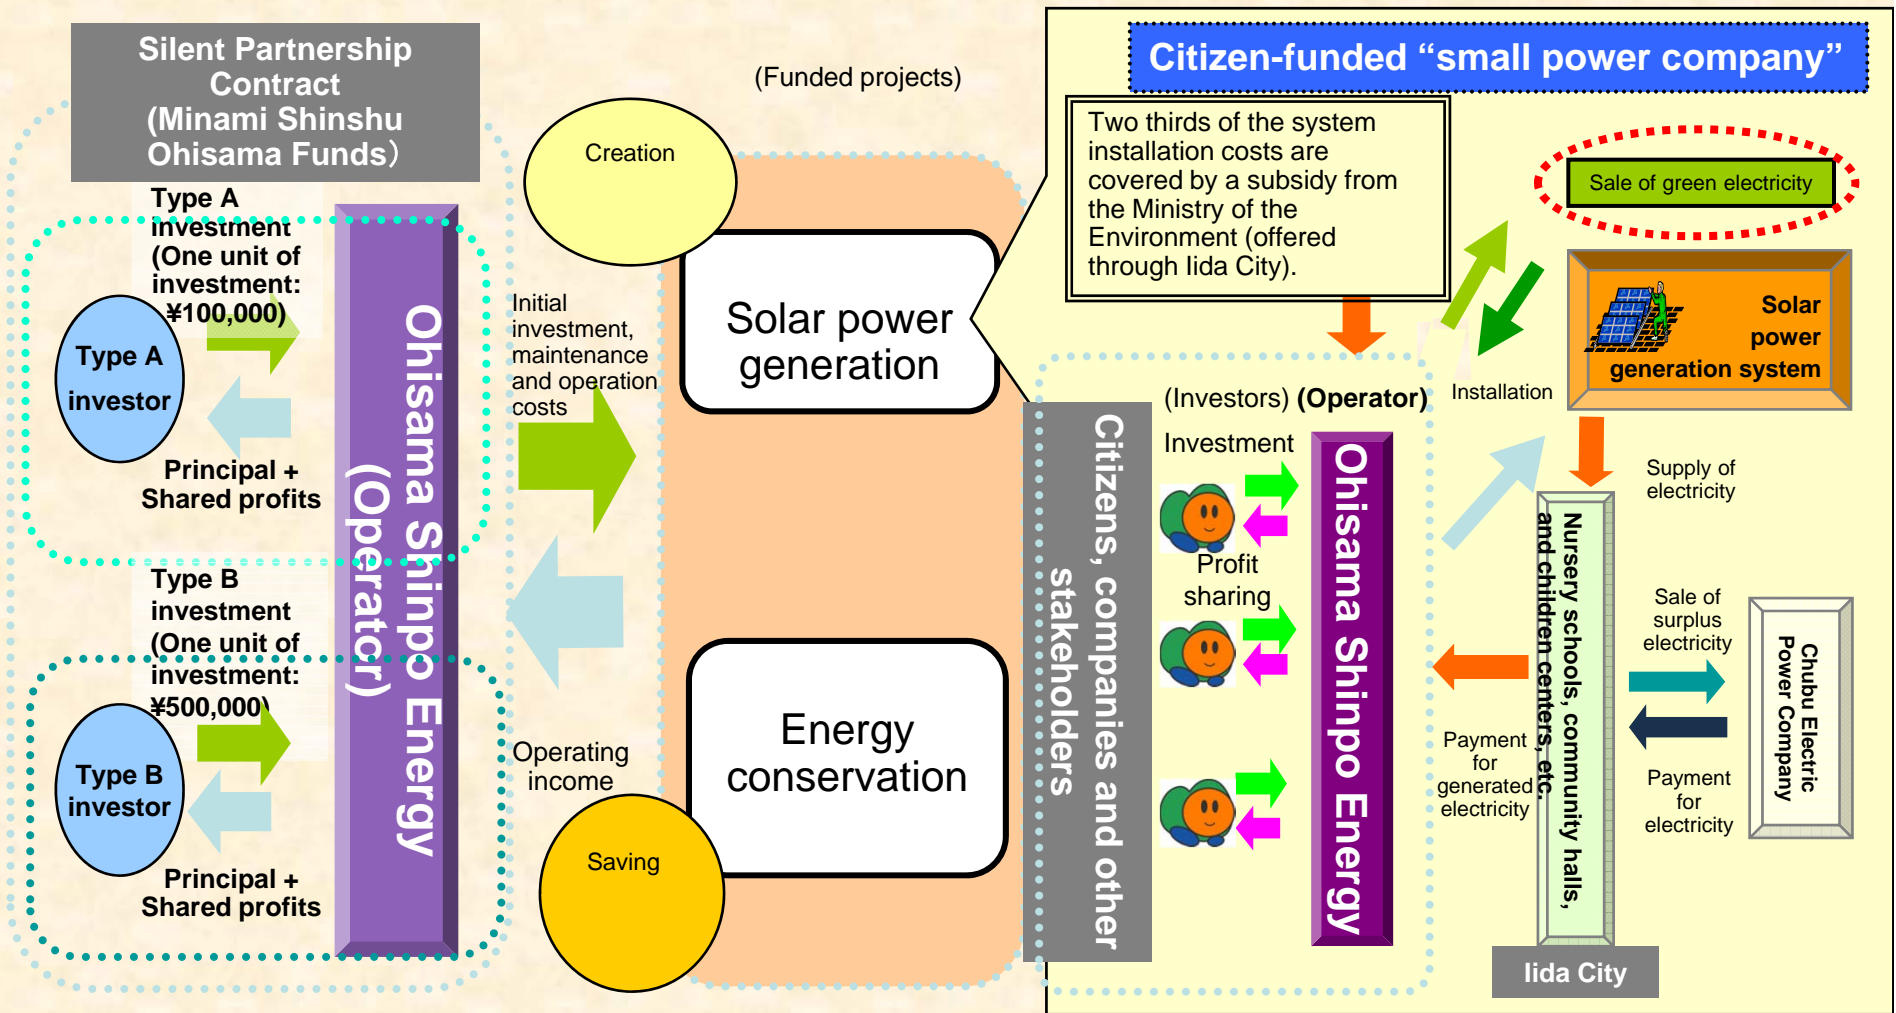 Silent Partnership
Contract
(Minami Shinshu
Ohisama Funds）
Type A
investment
(One unit of
investment:
¥100,000)
Type A
investor
Principal +
Shared profits
Type B
investment
(One unit of
investment:
¥500,000)
Type B
investor
Principal +
Shared profits
Ohisama Shinpo Energy
(Operator)
Initial
investment,
maintenance
and operation
costs
Operating
income
(Funded projects)
Creation
Solar power
generation
Energy
conservation
Saving
Citizen-funded “small power company”
Two thirds of the system
installation costs are
covered by a subsidy from
the Ministry of the
Environment (offered
through Iida City).
Sale of green electricity
Solar
power
generation system
Installation
(Investors) (Operator)
Investment
Profit
sharing
Citizens, companies and other
stakeholders
Ohisama Shinpo Energy
Supply of
electricity
Nursery schools, community halls,
and children centers, etc.
Sale of
surplus
electricity
Chubu Electric
Power Company
Payment
for
generated
electricity
Payment
for
electricity
Iida City